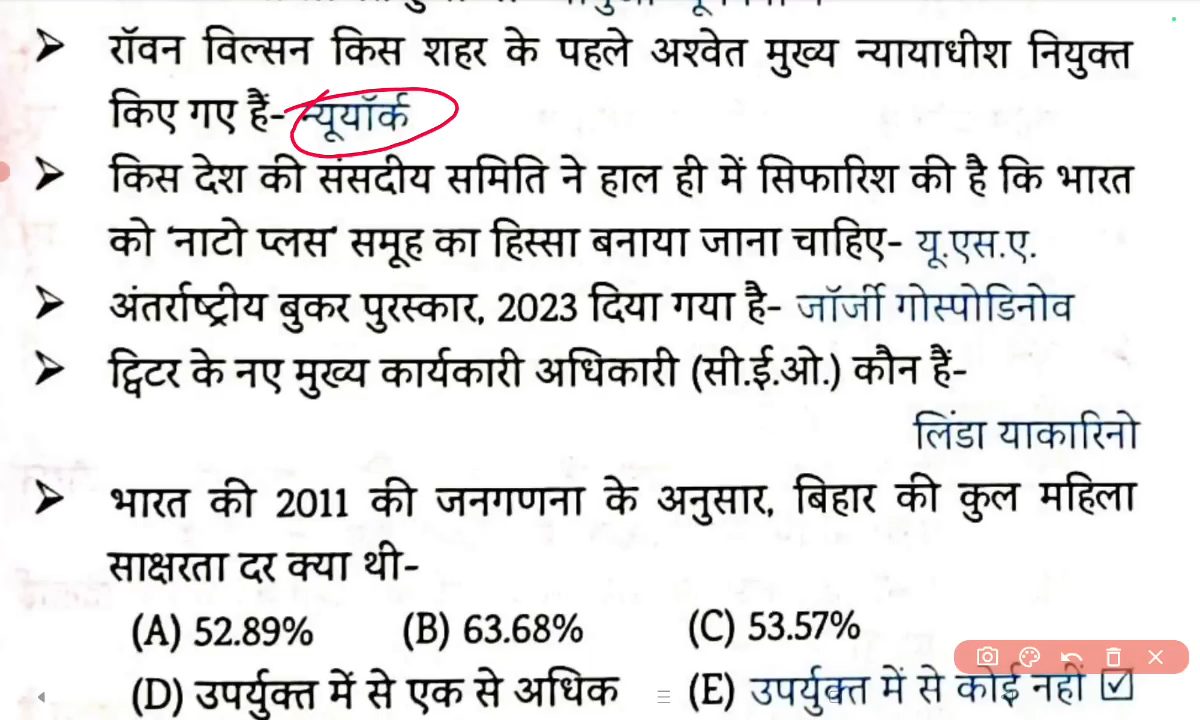 ➤ रॉवन विल्सन किस शहर के पहले अश्वेत मुख्य न्यायाधीश नियुक्त
किए गए हैं- न्यूयॉर्क
➤ किस देश की संसदीय समिति ने हाल ही में सिफारिश की है कि भारत
को 'नाटो प्लस' समूह का हिस्सा बनाया जाना चाहिए- यू.एस.ए.
➤ अंतर्राष्ट्रीय बुकर पुरस्कार, 2023 दिया गया है- जॉर्जी गोस्पोडिनोव
➤ ट्विटर के नए मुख्य कार्यकारी अधिकारी (सी.ई.ओ.) कौन हैं-
लिंडा याकारिनो
➤ भारत की 2011 की जनगणना के अनुसार, बिहार की कुल महिला
साक्षरता दर क्या थी-
(A) 52.89% (B) 63.68% (C) 53.57%
(D) उपर्युक्त में से एक से अधिक (E) उपर्युक्त में से कोई नहीं ☑